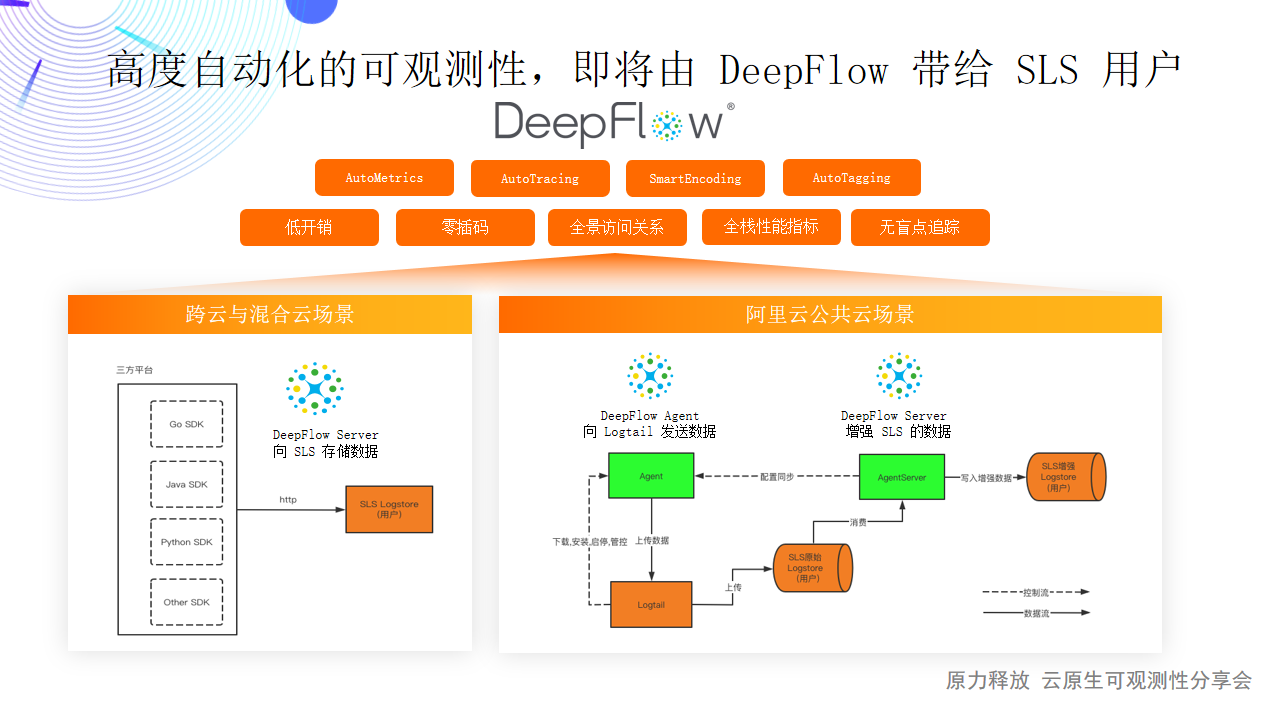 高度自动化的可观测性，即将由 DeepFlow 带给 SLS 用户
DeepFlow®
AutoMetrics
AutoTracing
SmartEncoding
AutoTagging
低开销
零插码
全景访问关系
全栈性能指标
无盲点追踪
跨云与混合云场景
三方平台
Go SDK
Java SDK
Python SDK
Other SDK
DeepFlow Server
向 SLS 存储数据
http
SLS Logstore
(用户)
阿里云公共云场景
DeepFlow Agent
向 Logtail 发送数据
DeepFlow Server
增强 SLS 的数据
Agent
配置同步
AgentServer
写入增强数据
SLS增强
Logstore
(用户)
消费
下载,安装,启停,管控
上传数据
SLS原始
Logstore
(用户)
上传
Logtail
控制流
数据流
原力释放 云原生可观测性分享会